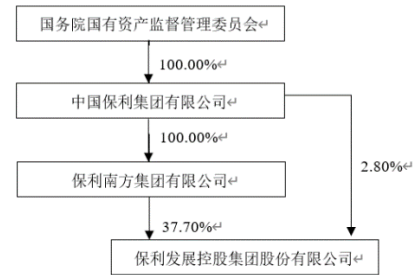 国务院国有资产监督管理委员会↵
100.00%↵
中国保利集团有限公司↵
100.00%↵
2.80%↵
保利南方集团有限公司↵
37.70%↵
保利发展控股集团股份有限公司↵